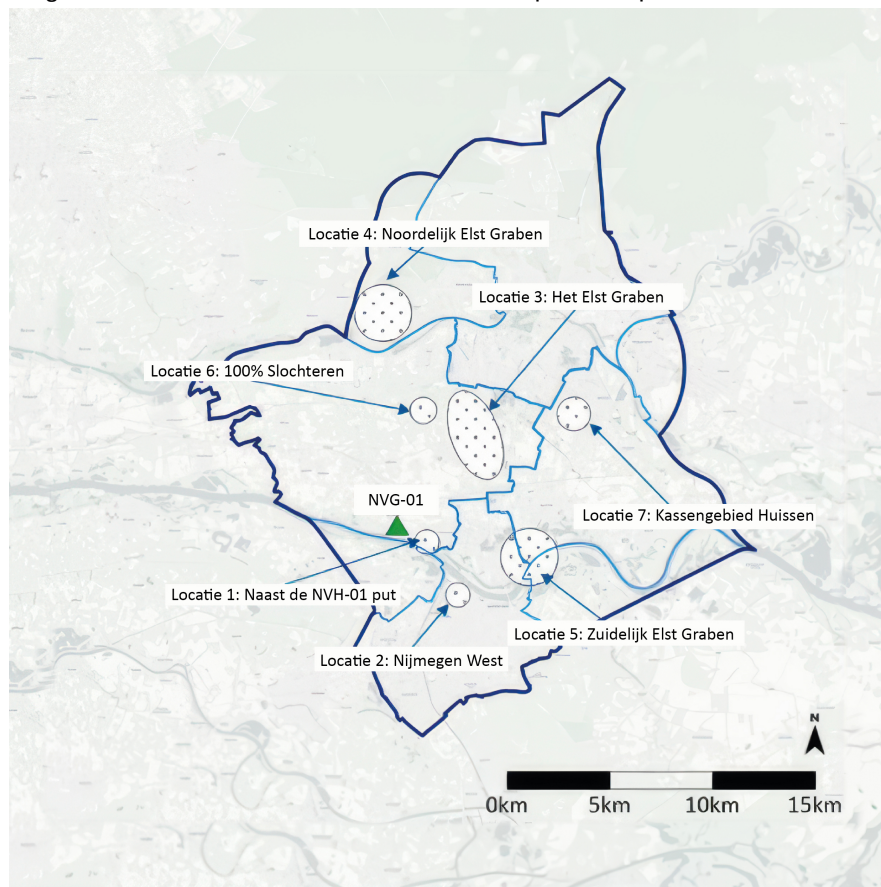 Locatie 4: Noordelijk Elst Graben
Locatie 3: Het Elst Graben
Locatie 6: 100% Slochteren
NVG-01
Locatie 7: Kassengebied Huissen
Locatie 1: Naast de NVH-01 put
Locatie 5: Zuidelijk Elst Graben
Locatie 2: Nijmegen West
N
0km 5km 10km 15km